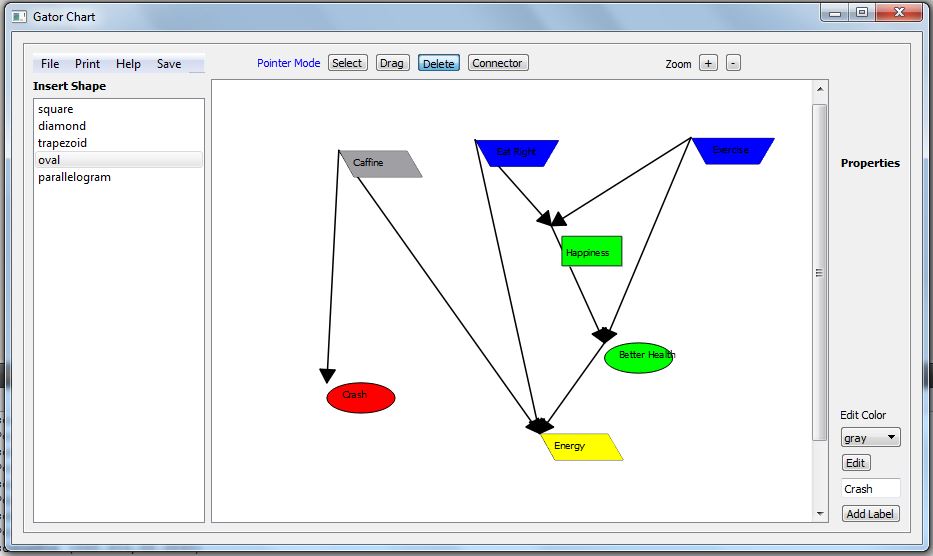 Gator Chart
File Print Help Save
Pointer Mode Select Drag Delete Connector
Zoom + -
Insert Shape
square
diamond
trapezoid
oval
parallelogram
Caffine
Eat Right
Exercise
Happiness
Better Health
Crash
Energy
Properties
Edit Color
gray
Edit
Crash
Add Label